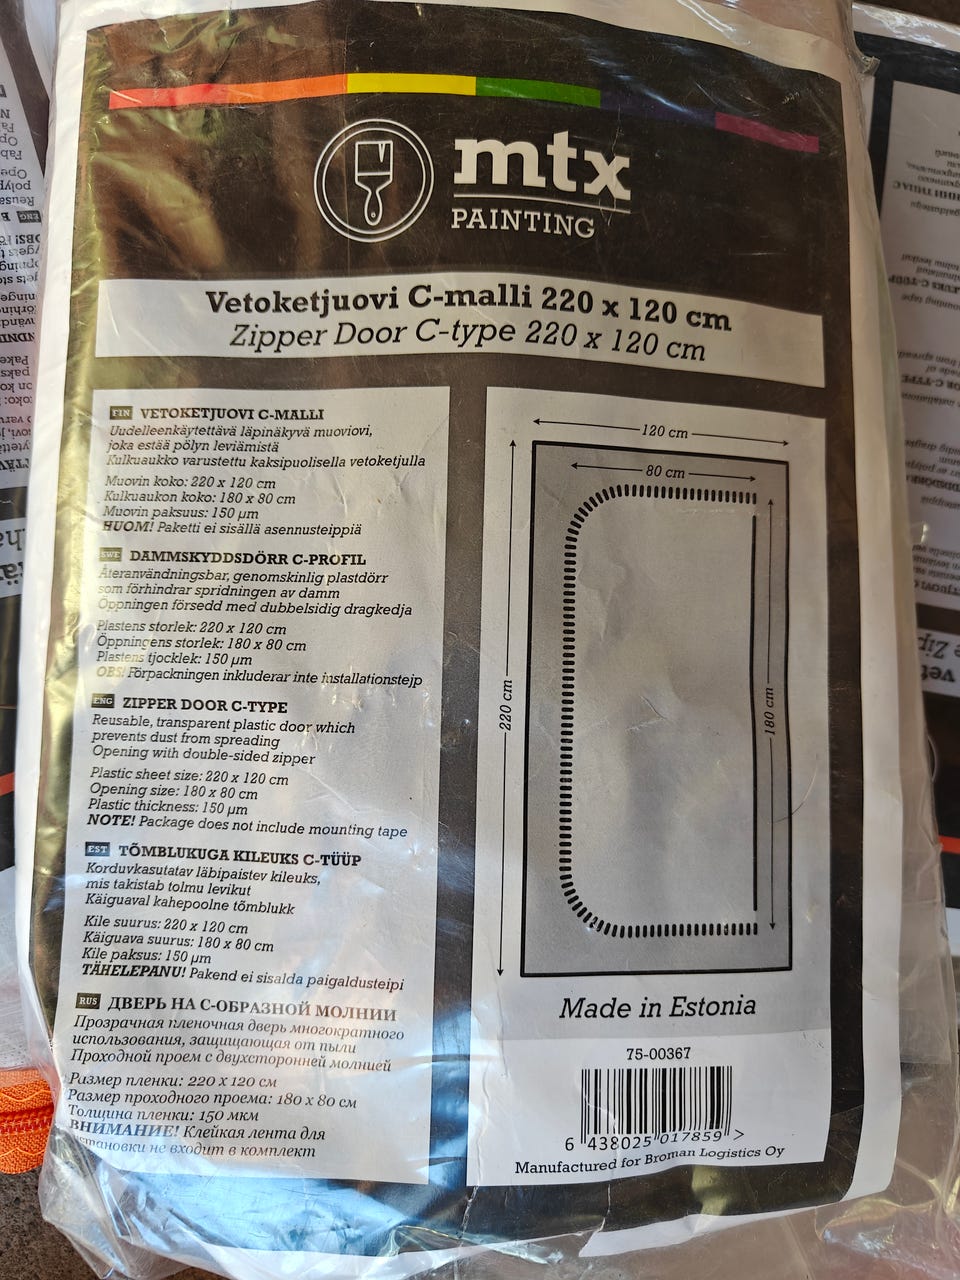 mtx
PAINTING
Vetoketjuovi C-malli 220 x 120 cm
Zipper Door C-type 220 x 120 cm
FIN VETOKETJUOVI C-MALLI
Uudelleenkäytettävä läpinäkyvä muoviovi,
joka estää pölyn leviämistä
Kulkuaukko varustettu kaksipuolisella vetoketjulla
Muovin koko: 220 x 120 cm
Kulkuaukon koko: 180 x 80 cm
Muovin paksuus: 150 µm
HUOM! Paketti ei sisällä asennusteippiä
SWE DAMMSKYDDSDÖRR C-PROFIL
Återanvändningsbar, genomskinlig plastdörr
som förhindrar spridningen av damm
Öppningen försedd med dubbelsidig dragkedja
Plastens storlek: 220 x 120 cm
Öppningens storlek: 180 x 80 cm
Plastens tjocklek: 150 µm
OBS! Förpackningen inkluderar inte installationstejp
ENG ZIPPER DOOR C-TYPE
Reusable, transparent plastic door which
prevents dust from spreading
Opening with double-sided zipper
Plastic sheet size: 220 x 120 cm
Opening size: 180 x 80 cm
Plastic thickness: 150 µm
NOTE! Package does not include mounting tape
EST TÕMBLUKUGA KILEUKS C-TÜÜP
Korduvkasutatav läbipaistev kileuks,
mis takistab tolmu levikut
Käiguaval kahepoolne tõmblukk
Kile suurus: 220 x 120 cm
Käiguava suurus: 180 x 80 cm
Kile paksus: 150 µm
TÄHELEPANU! Pakend ei sisalda paigaldusteipi
RUS ДВЕРЬ НА С-ОБРАЗНОЙ МОЛНИИ
Прозрачная пленочная дверь многократного
использования, защищающая от пыли
Проходной проем с двухсторонней молнией
Размер пленки: 220 x 120 см
Размер проходного проема: 180 x 80 см
Толщина пленки: 150 мкм
ВНИМАНИЕ! Клейкая лента для
установки не входит в комплект
120 cm
80 cm
220 cm
180 cm
Made in Estonia
75-00367
6 438025 017859 >
Manufactured for Broman Logistics Oy